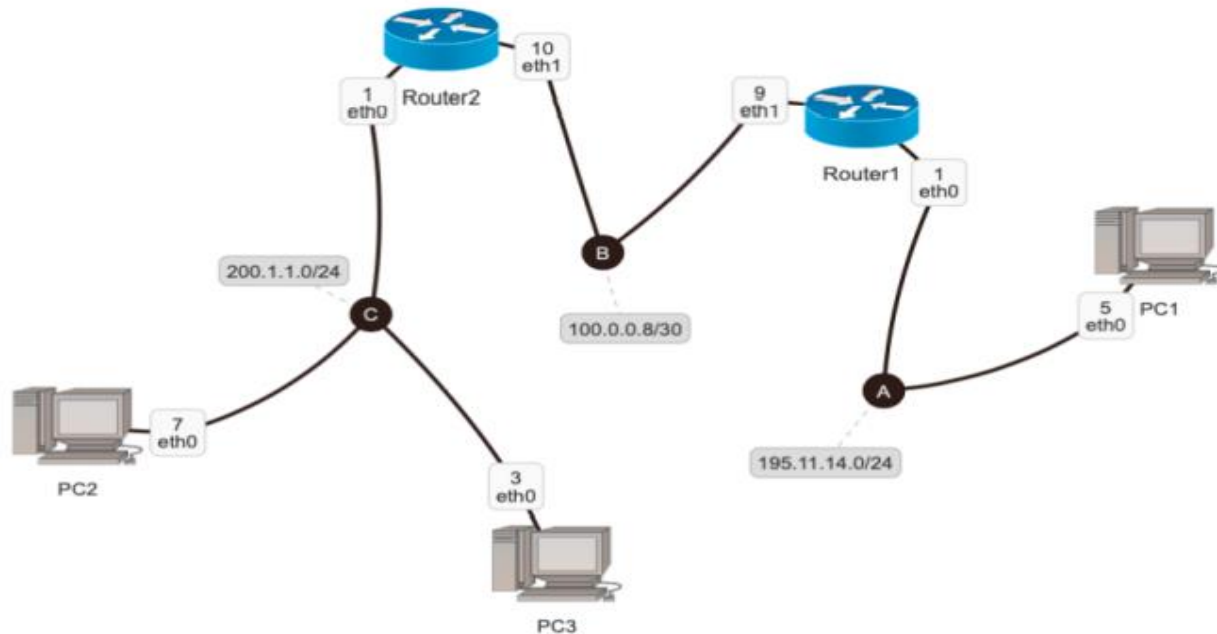 10
eth1
1
eth0
Router2
9
eth1
Router1
1
eth0
B
200.1.1.0/24
C
100.0.0.8/30
5
eth0
PC1
A
7
eth0
195.11.14.0/24
PC2
3
eth0
PC3